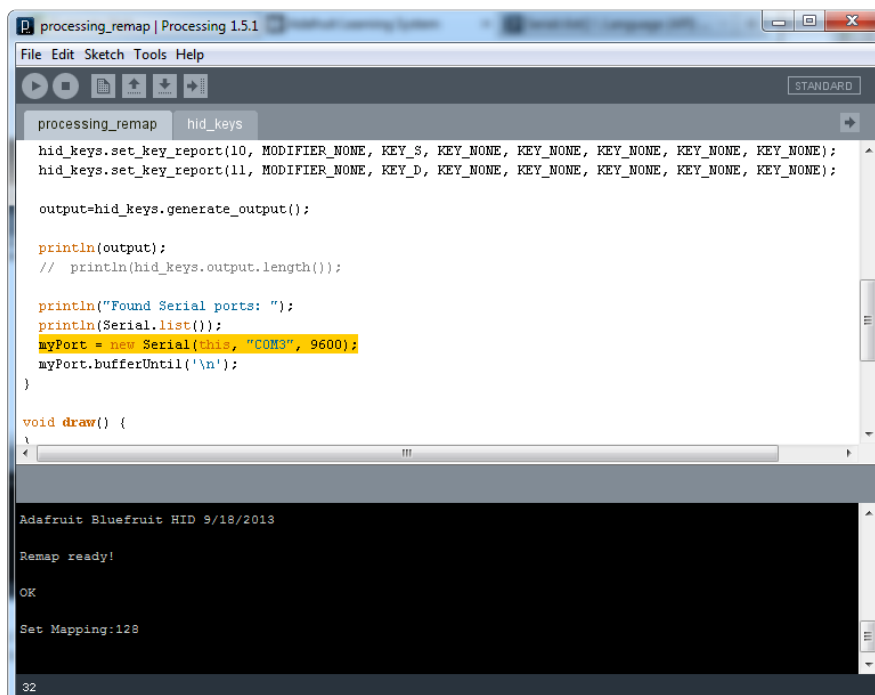 processing_remap | Processing 1.5.1
File Edit Sketch Tools Help
STANDARD
processing_remap hid_keys
hid_keys.set_key_report(10, MODIFIER_NONE, KEY_S, KEY_NONE, KEY_NONE, KEY_NONE, KEY_NONE, KEY_NONE);
hid_keys.set_key_report(11, MODIFIER_NONE, KEY_D, KEY_NONE, KEY_NONE, KEY_NONE, KEY_NONE, KEY_NONE);
output=hid_keys.generate_output();
println(output);
// println(hid_keys.output.length());
println("Found Serial ports: ");
println(Serial.list());
myPort = new Serial(this, "COM3", 9600);
myPort.bufferUntil('\n');
}
void draw() {
}
Adafruit Bluefruit HID 9/18/2013
Remap ready!
OK
Set Mapping:128
32